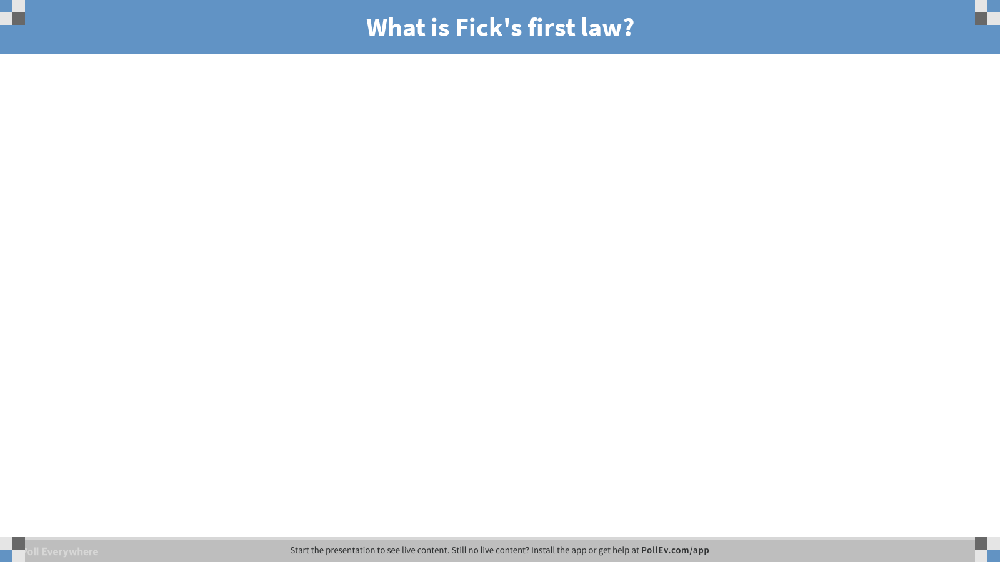 What is Fick's first law?
Poll Everywhere
Start the presentation to see live content. Still no live content? Install the app or get help at PollEv.com/app